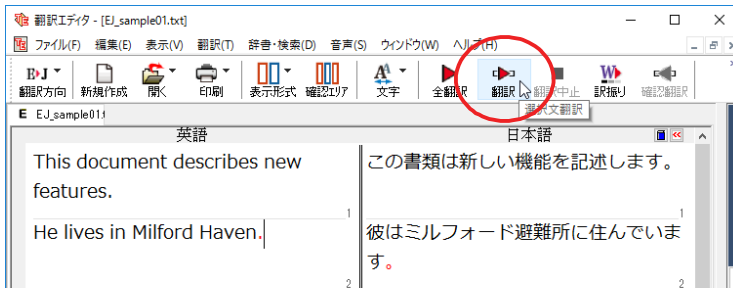 翻訳エディタ - [EJ_sample01.txt]
ファイル(F) 編集(E) 表示(V) 翻訳(T) 辞書・検索(D) 音声(S) ウィンドウ(W) ヘルプ(H)
E›J
翻訳方向 新規作成 開く 印刷 表示形式 確認エリア 文字 全翻訳 翻訳 翻訳中止 訳振り 確認翻訳
選択文翻訳
E EJ_sample01.t
英語 日本語
This document describes new
features.
1
この書類は新しい機能を記述します。
1
He lives in Milford Haven.
2
彼はミルフォード避難所に住んでいま
す。
2